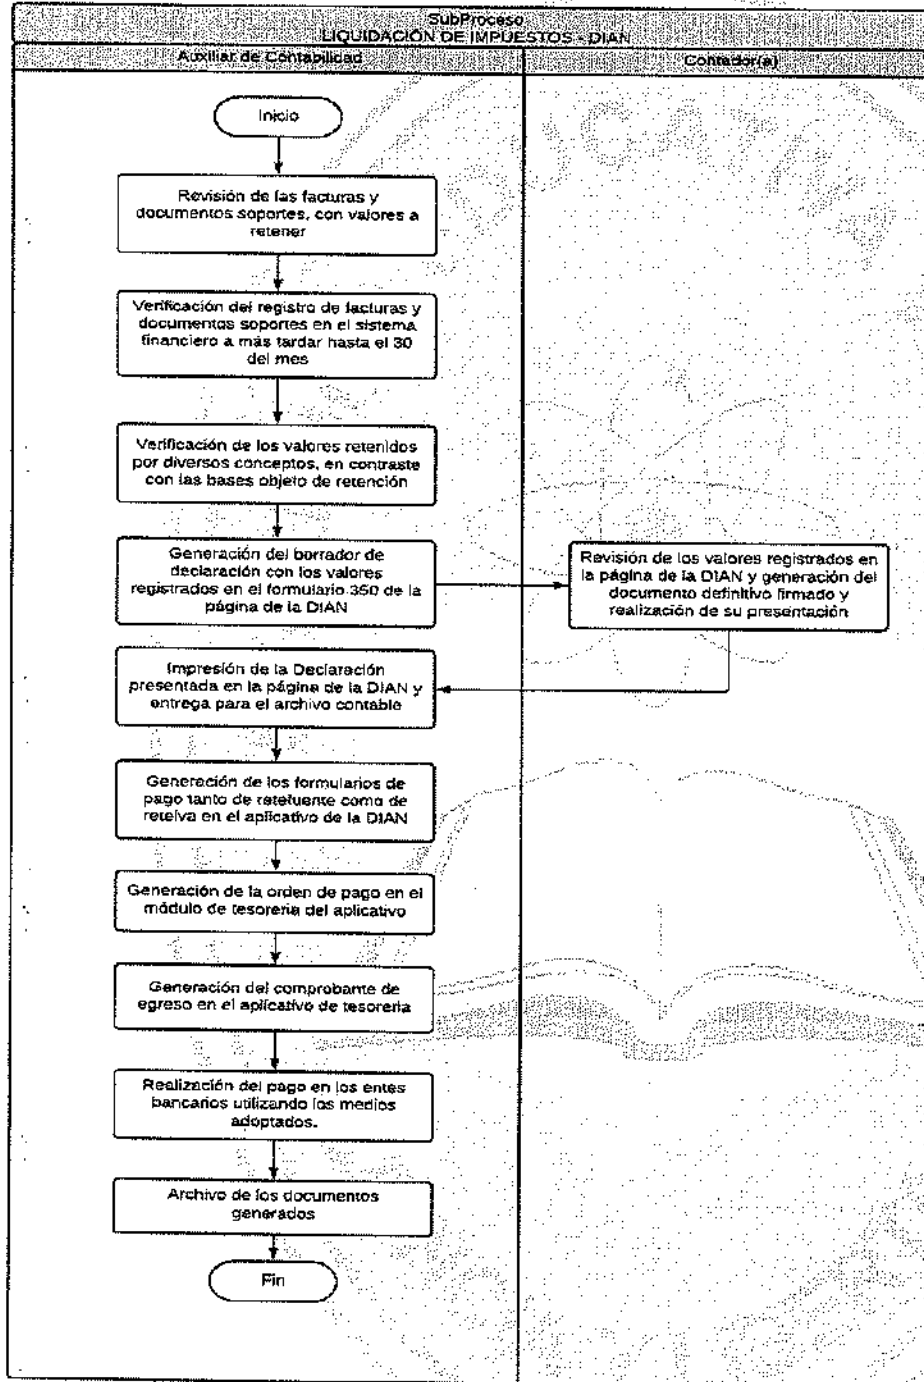 SubProceso
LIQUIDACIÓN DE IMPUESTOS - DIAN
Auxiliar de Contabilidad
Contador(a)
Inicio
Revisión de las facturas y
documentos soportes, con valores a
retener
Verificación del registro de facturas y
documentos soportes en el sistema
financiero a más tardar hasta el 30
del mes
Verificación de los valores retenidos
por diversos conceptos, en contraste
con las bases objeto de retención
Generación del borrador de
declaración con los valores
registrados en el formulario 350 de la
página de la DIAN
Revisión de los valores registrados en
la página de la DIAN y generación del
documento definitivo firmado y
realización de su presentación
Impresión de la Declaración
presentada en la página de la DIAN y
entrega para el archivo contable
Generación de los formularios de
pago tanto de retefuente como de
reteiva en el aplicativo de la DIAN
Generación de la orden de pago en el
módulo de tesorería del aplicativo
Generación del comprobante de
egreso en el aplicativo de tesorería
Realización del pago en los entes
bancarios utilizando los medios
adoptados.
Archivo de los documentos
generados
Fin